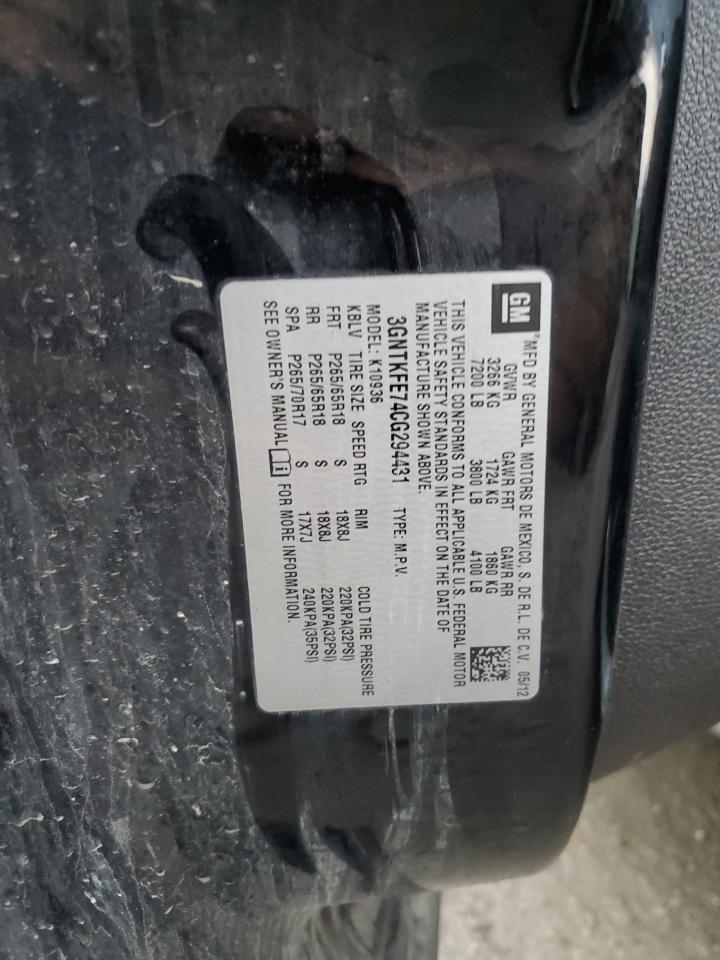 GM
MFD BY GENERAL MOTORS DE MEXICO, S. DE R.L. DE C.V. 05/12
GVWR GAWR FRT GAWR RR
3266 KG 1724 KG 1860 KG
7200 LB 3800 LB 4100 LB
THIS VEHICLE CONFORMS TO ALL APPLICABLE U.S. FEDERAL MOTOR
VEHICLE SAFETY STANDARDS IN EFFECT ON THE DATE OF
MANUFACTURE SHOWN ABOVE.
3GNTKFE74CG294431 TYPE: M.P.V.
MODEL: K10936
KBLV TIRE SIZE SPEED RTG RIM COLD TIRE PRESSURE
FRT P265/65R18 S 18X8J 220KPA(32PSI)
RR P265/65R18 S 18X8J 220KPA(32PSI)
SPA P265/70R17 S 17X7J 240KPA(35PSI)
SEE OWNER'S MANUAL i FOR MORE INFORMATION.